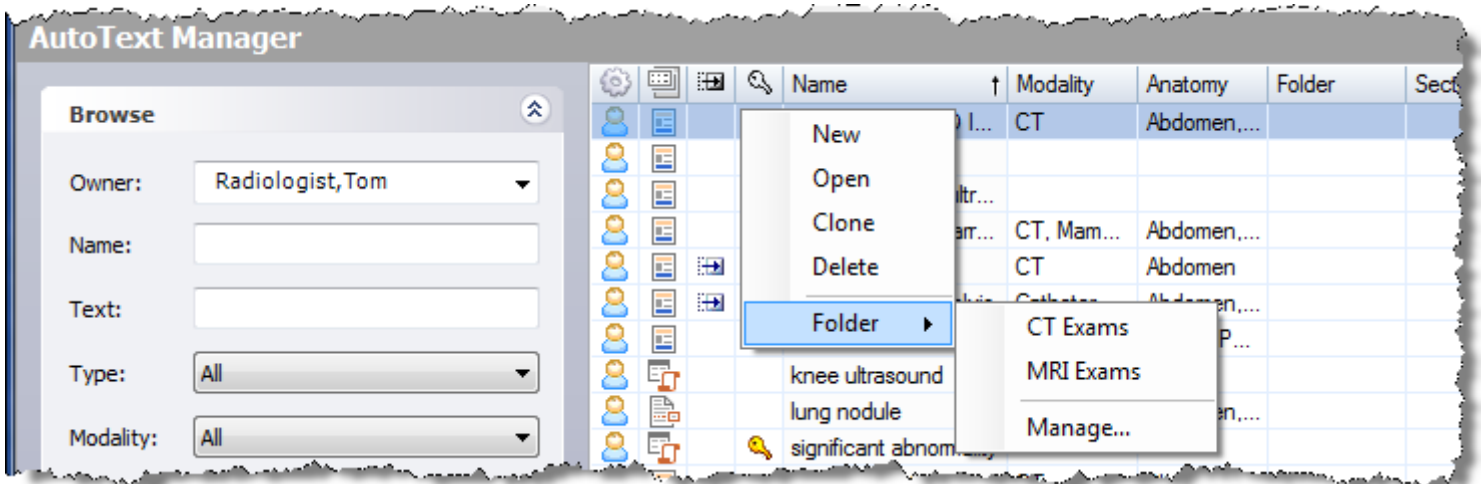 AutoText Manager
Browse
Owner: Radiologist,Tom
Name:
Text:
Type: All
Modality: All
Name Modality Anatomy Folder
I... CT Abdomen,...
New
Open
Clone
CT, Mam... Abdomen,...
Delete
CT Abdomen
Folder
CT Exams
MRI Exams
Manage...
knee ultrasound
lung nodule
significant